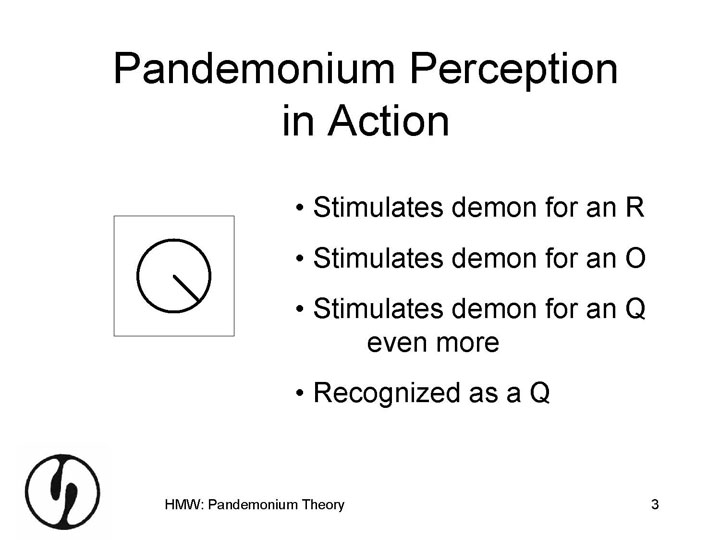 Pandemonium Perception
in Action
• Stimulates demon for an R
• Stimulates demon for an O
• Stimulates demon for an Q
even more
• Recognized as a Q
HMW: Pandemonium Theory
3